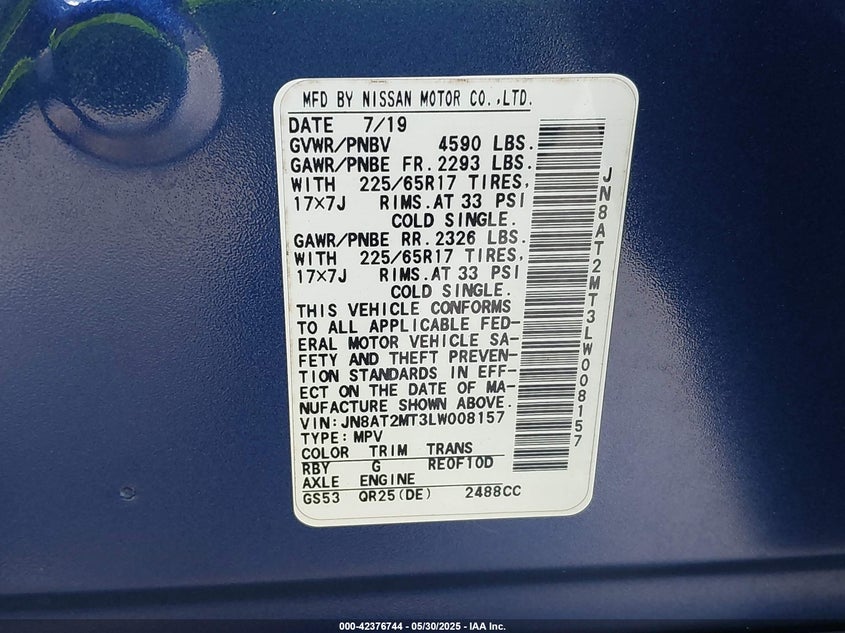 MFD BY NISSAN MOTOR CO.,LTD.
DATE 7/19
GVWR/PNBV 4590 LBS.
GAWR/PNBE FR.2293 LBS.
WITH 225/65R17 TIRES,
17×7J RIMS.AT 33 PSI
COLD SINGLE.
GAWR/PNBE RR.2326 LBS.
WITH 225/65R17 TIRES,
17×7J RIMS.AT 33 PSI
COLD SINGLE.
THIS VEHICLE CONFORMS
TO ALL APPLICABLE FED-
ERAL MOTOR VEHICLE SA-
FETY AND THEFT PREVEN-
TION STANDARDS IN EFF-
ECT ON THE DATE OF MA-
NUFACTURE SHOWN ABOVE.
VIN:JN8AT2MT3LW008157
TYPE:MPV
COLOR TRIM TRANS
RBY G RE0F10D
AXLE ENGINE
GS53 QR25(DE) 2488CC
JN8AT2MT3LW008157
000-42376744 — 05/30/2025 - IAA Inc.